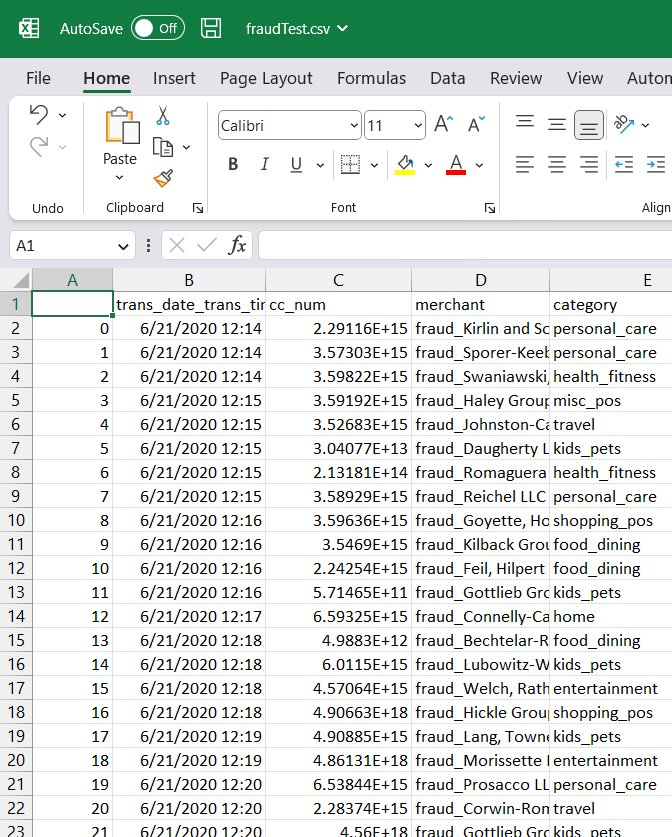 AutoSave Off fraudTest.csv
File Home Insert Page Layout Formulas Data Review View Autom
Calibri 11
Paste B I U A
Undo Clipboard Font Align
A1 fx
A B C D E
1 trans_date_trans_tin cc_num merchant category
2 0 6/21/2020 12:14 2.29116E+15 fraud_Kirlin and Sc personal_care
3 1 6/21/2020 12:14 3.57303E+15 fraud_Sporer-Keeb personal_care
4 2 6/21/2020 12:14 3.59822E+15 fraud_Swaniawski, health_fitness
5 3 6/21/2020 12:15 3.59192E+15 fraud_Haley Group misc_pos
6 4 6/21/2020 12:15 3.52683E+15 fraud_Johnston-Ca travel
7 5 6/21/2020 12:15 3.04077E+13 fraud_Daugherty L kids_pets
8 6 6/21/2020 12:15 2.13181E+14 fraud_Romaguera health_fitness
9 7 6/21/2020 12:15 3.58929E+15 fraud_Reichel LLC personal_care
10 8 6/21/2020 12:16 3.59636E+15 fraud_Goyette, Ho shopping_pos
11 9 6/21/2020 12:16 3.5469E+15 fraud_Kilback Grou food_dining
12 10 6/21/2020 12:16 2.24254E+15 fraud_Feil, Hilpert food_dining
13 11 6/21/2020 12:16 5.71465E+11 fraud_Gottlieb Gro kids_pets
14 12 6/21/2020 12:17 6.59325E+15 fraud_Connelly-Ca home
15 13 6/21/2020 12:18 4.9883E+12 fraud_Bechtelar-R food_dining
16 14 6/21/2020 12:18 6.0115E+15 fraud_Lubowitz-W kids_pets
17 15 6/21/2020 12:18 4.57064E+15 fraud_Welch, Rath entertainment
18 16 6/21/2020 12:18 4.90663E+18 fraud_Hickle Group shopping_pos
19 17 6/21/2020 12:19 4.90885E+15 fraud_Lang, Towne kids_pets
20 18 6/21/2020 12:19 4.86131E+18 fraud_Morissette entertainment
21 19 6/21/2020 12:20 6.53844E+15 fraud_Prosacco LL personal_care
22 20 6/21/2020 12:20 2.28374E+15 fraud_Corwin-Rom travel
23 21 6/21/2020 12:20 4.56E+18 fraud_Gottlieb Gro kids_pets